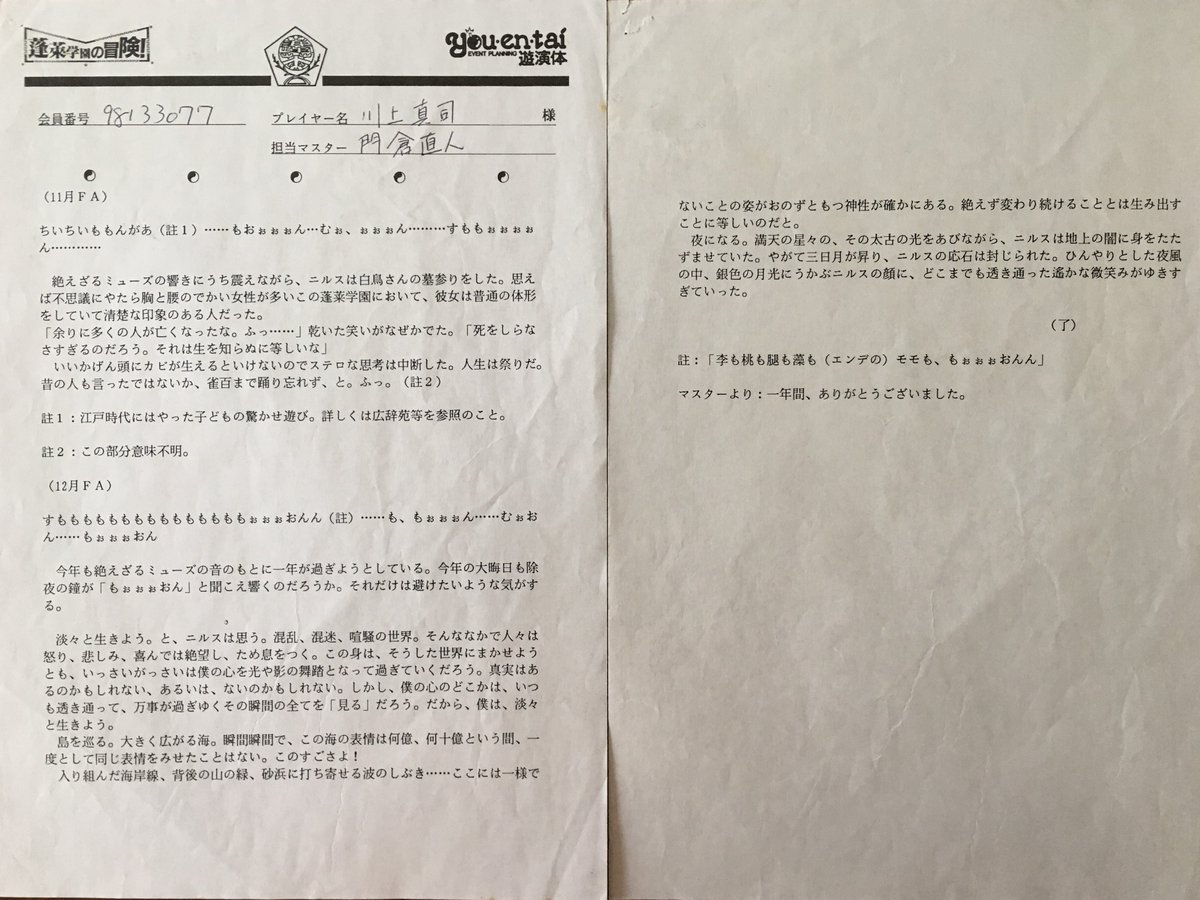 蓬莱学園の冒険!
you·en·tai
EVENT PLANNING 遊演体
会員番号 98133077 プレイヤー名 川上真司 様
担当マスター 門倉直人
(11月FA)
ちいちいももんがあ(註1)……もおぉぉぉん…むぉ、ぉぉぉん………すももぉぉぉぉ
ん…………
絶えざるミューズの響きにうち震えながら、ニルスは白鳥さんの墓参りをした。思え
ば不思議にやたら胸と腰のでかい女性が多いこの蓬莱学園において、彼女は普通の体形
をしていて清楚な印象のある人だった。
「余りに多くの人が亡くなったな。ふっ……」乾いた笑いがなぜかでた。「死をしらな
さすぎるのだろう。それは生を知らぬに等しいな」
いいかげん頭にカビが生えるといけないのでステロな思考は中断した。人生は祭りだ。
昔の人も言ったではないか、雀百まで踊り忘れず、と。ふっ。(註2)
註1:江戸時代にはやった子どもの驚かせ遊び。詳しくは広辞苑等を参照のこと。
註2:この部分意味不明。
(12月FA)
すももももももももももももももももぉぉぉおんん(註)……も、もぉぉぉん……むぉお
ん……もぉぉぉおん
今年も絶えざるミューズの音のもとに一年が過ぎようとしている。今年の大晦日も除
夜の鐘が「もぉぉぉおん」と聞こえ響くのだろうか。それだけは避けたいような気がす
る。
淡々と生きよう。と、ニルスは思う。混乱、混迷、喧騒の世界。そんななかで人々は
怒り、悲しみ、喜んでは絶望し、ため息をつく。この身は、そうした世界にまかせよう
とも、いっさいがっさいは僕の心を光や影の舞踏となって過ぎていくだろう。真実はあ
るのかもしれない、あるいは、ないのかもしれない。しかし、僕の心のどこかは、いつ
も透き通って、万事が過ぎゆくその瞬間の全てを「見る」だろう。だから、僕は、淡々
と生きよう。
島を巡る。大きく広がる海。瞬間瞬間で、この海の表情は何億、何十億という間、一
度として同じ表情をみせたことはない。このすごさよ!
入り組んだ海岸線、背後の山の緑、砂浜に打ち寄せる波のしぶき……ここには一様で
ないことの姿がおのずともつ神性が確かにある。絶えず変わり続けることとは生み出す
ことに等しいのだと。
夜になる。満天の星々の、その太古の光をあびながら、ニルスは地上の闇に身をたた
ずませていた。やがて三日月が昇り、ニルスの応石は封じられた。ひんやりとした夜風
の中、銀色の月光にうかぶニルスの顔に、どこまでも透き通った遙かな微笑みがゆきす
ぎていった。
(了)
註:「李も桃も腿も藻も(エンデの)モモも、もぉぉぉおんん」
マスターより:一年間、ありがとうございました。